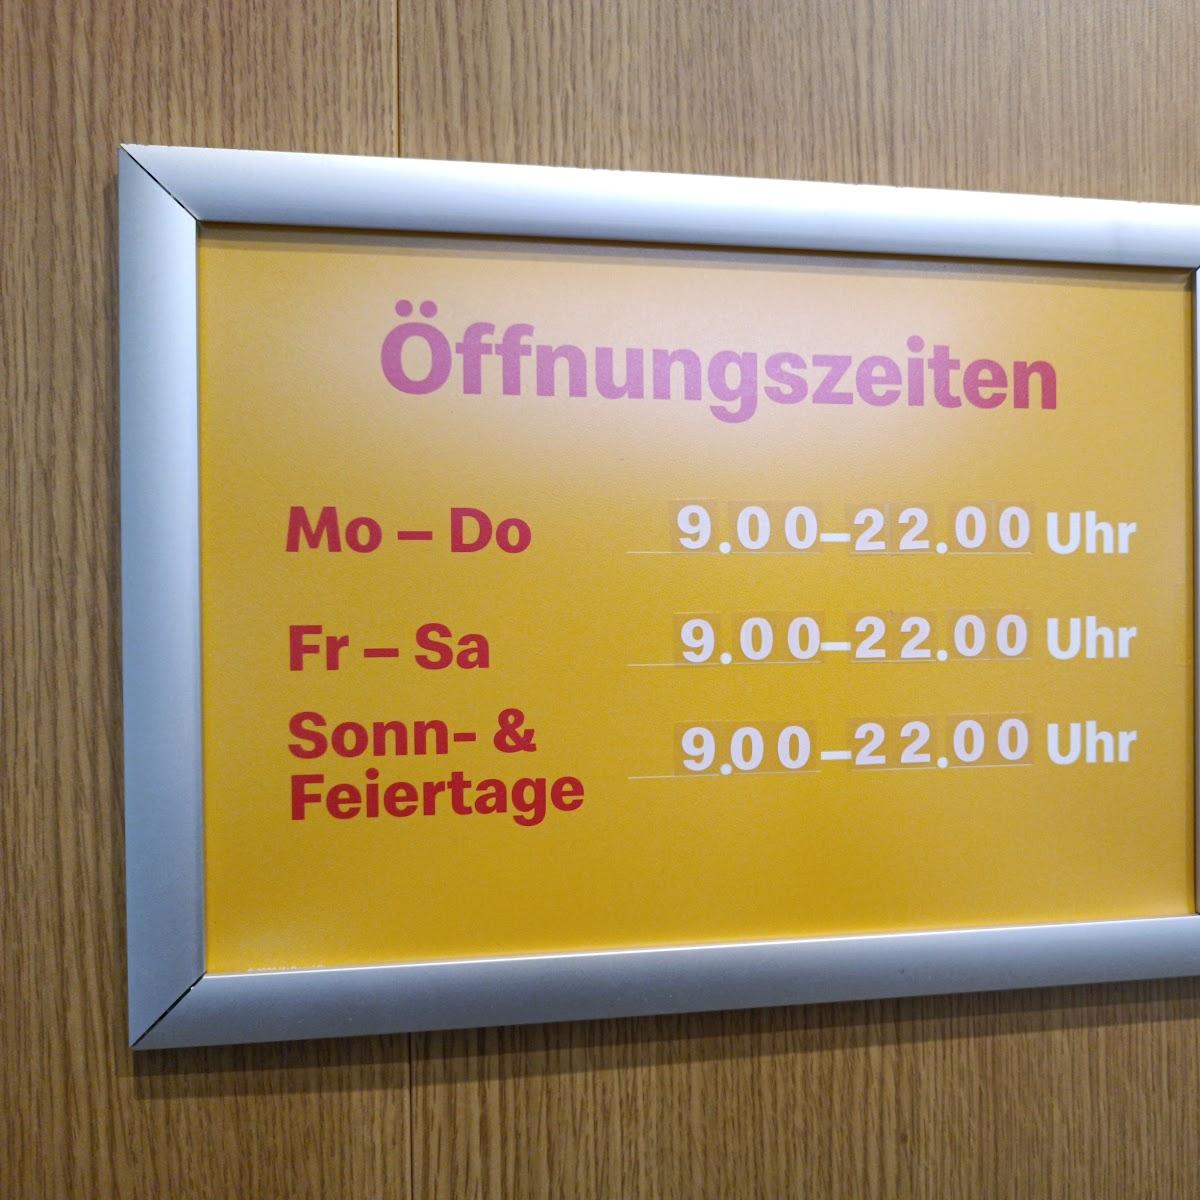 Öffnungszeiten
Mo – Do 9.00–22.00 Uhr
Fr – Sa 9.00–22.00 Uhr
Sonn- & 9.00–22.00 Uhr
Feiertage